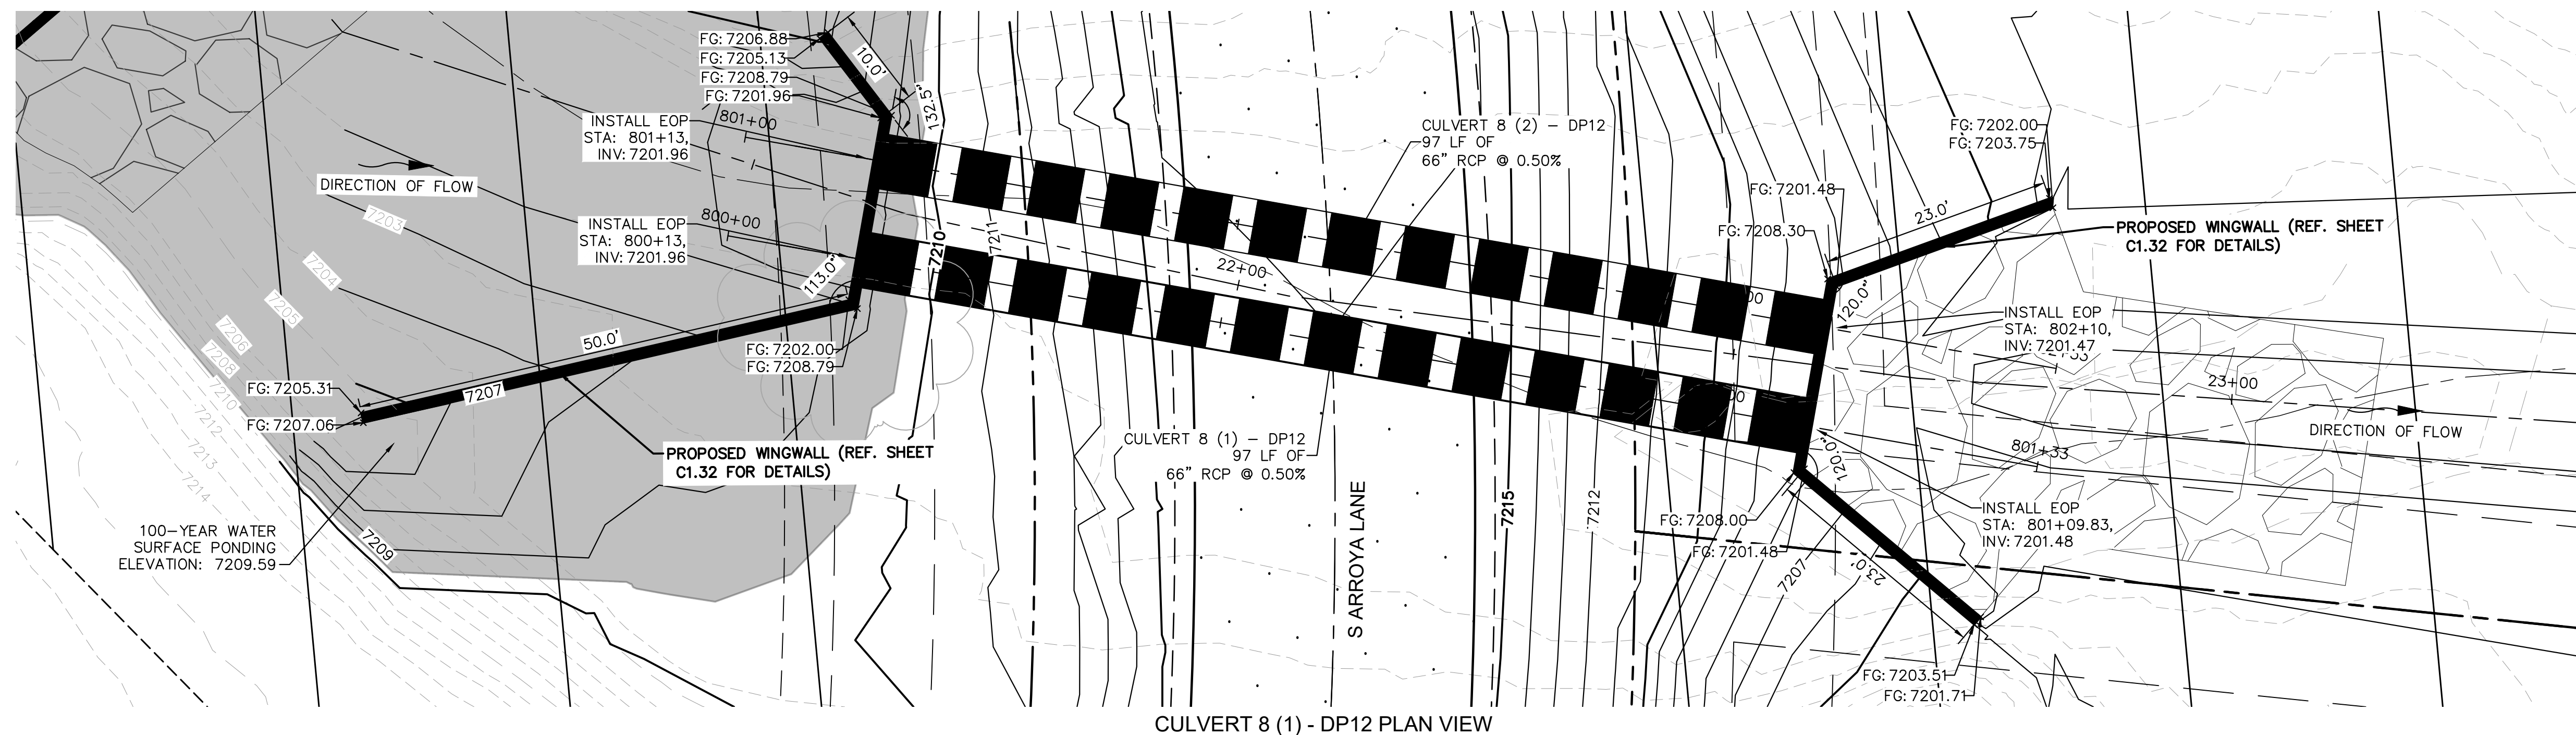 FG: 7206.88
FG: 7205.13
FG: 7208.79
FG: 7201.96
10.0'
132.5°
INSTALL EOP
STA: 801+13,
INV: 7201.96
801+00
DIRECTION OF FLOW
7203
INSTALL EOP
STA: 800+13,
INV: 7201.96
800+00
7204
7205
7206
7208
7210
7212
7213
7214
113.0°
50.0'
FG: 7202.00
FG: 7208.79
FG: 7205.31
FG: 7207.06
7207
PROPOSED WINGWALL (REF. SHEET
C1.32 FOR DETAILS)
100-YEAR WATER
SURFACE PONDING
ELEVATION: 7209.59
7209
7210
7211
22+00
CULVERT 8 (2) - DP12
97 LF OF
66" RCP @ 0.50%
CULVERT 8 (1) - DP12
97 LF OF
66" RCP @ 0.50%
S ARROYA LANE
7215
7212
FG: 7201.48
FG: 7208.30
23.0'
FG: 7202.00
FG: 7203.75
PROPOSED WINGWALL (REF. SHEET
C1.32 FOR DETAILS)
120.0°
INSTALL EOP
STA: 802+10,
INV: 7201.47
23+00
DIRECTION OF FLOW
801+33
120.0°
INSTALL EOP
STA: 801+09.83,
INV: 7201.48
FG: 7208.00
FG: 7201.48
7207
23.0'
FG: 7203.51
FG: 7201.71
CULVERT 8 (1) - DP12 PLAN VIEW